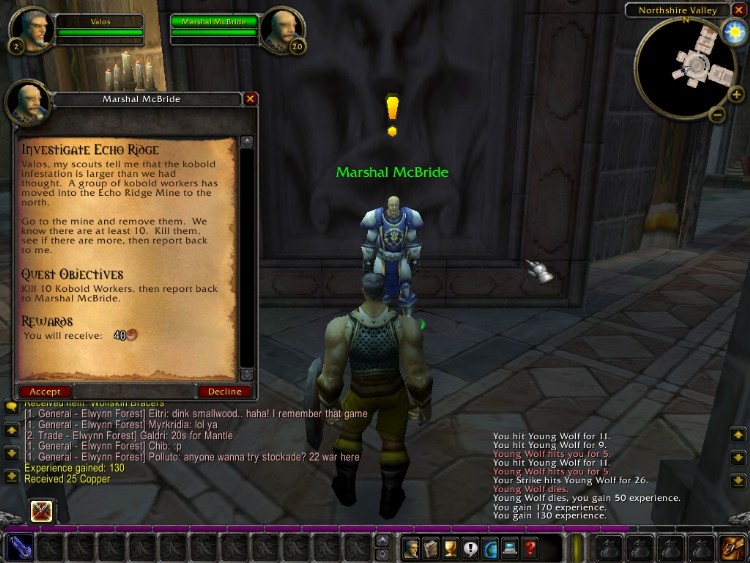 Valos
2
Marshal McBride
20
Northshire Valley
N
Marshal McBride
Investigate Echo Ridge
Valos, my scouts tell me that the kobold
infestation is larger than we had
thought. A group of kobold workers has
moved into the Echo Ridge Mine to the
north.
Go to the mine and remove them. We
know there are at least 10. Kill them,
see if there are more, then report back
to me.
Quest Objectives
Kill 10 Kobold Workers, then report back
to Marshal McBride.
Rewards
You will receive: 40
Accept
Decline
Marshal McBride
Received item: Wolfskin Bracers
[1. General - Elwynn Forest] Eltri: dink smallwood.. haha! I remember that game
[1. General - Elwynn Forest] Myrkridia: lol ya
[2. Trade - Elwynn Forest] Galdri: 20s for Mantle
[1. General - Elwynn Forest] Chib: :p
[1. General - Elwynn Forest] Polluto: anyone wanna try stockade? 22 war here
Experience gained: 130
Received 25 Copper
You hit Young Wolf for 11.
You hit Young Wolf for 9.
Young Wolf hits you for 5.
You hit Young Wolf for 11.
Young Wolf hits you for 5.
Your Strike hits Young Wolf for 26.
Young Wolf dies.
Young Wolf dies, you gain 50 experience.
You gain 170 experience.
You gain 130 experience.